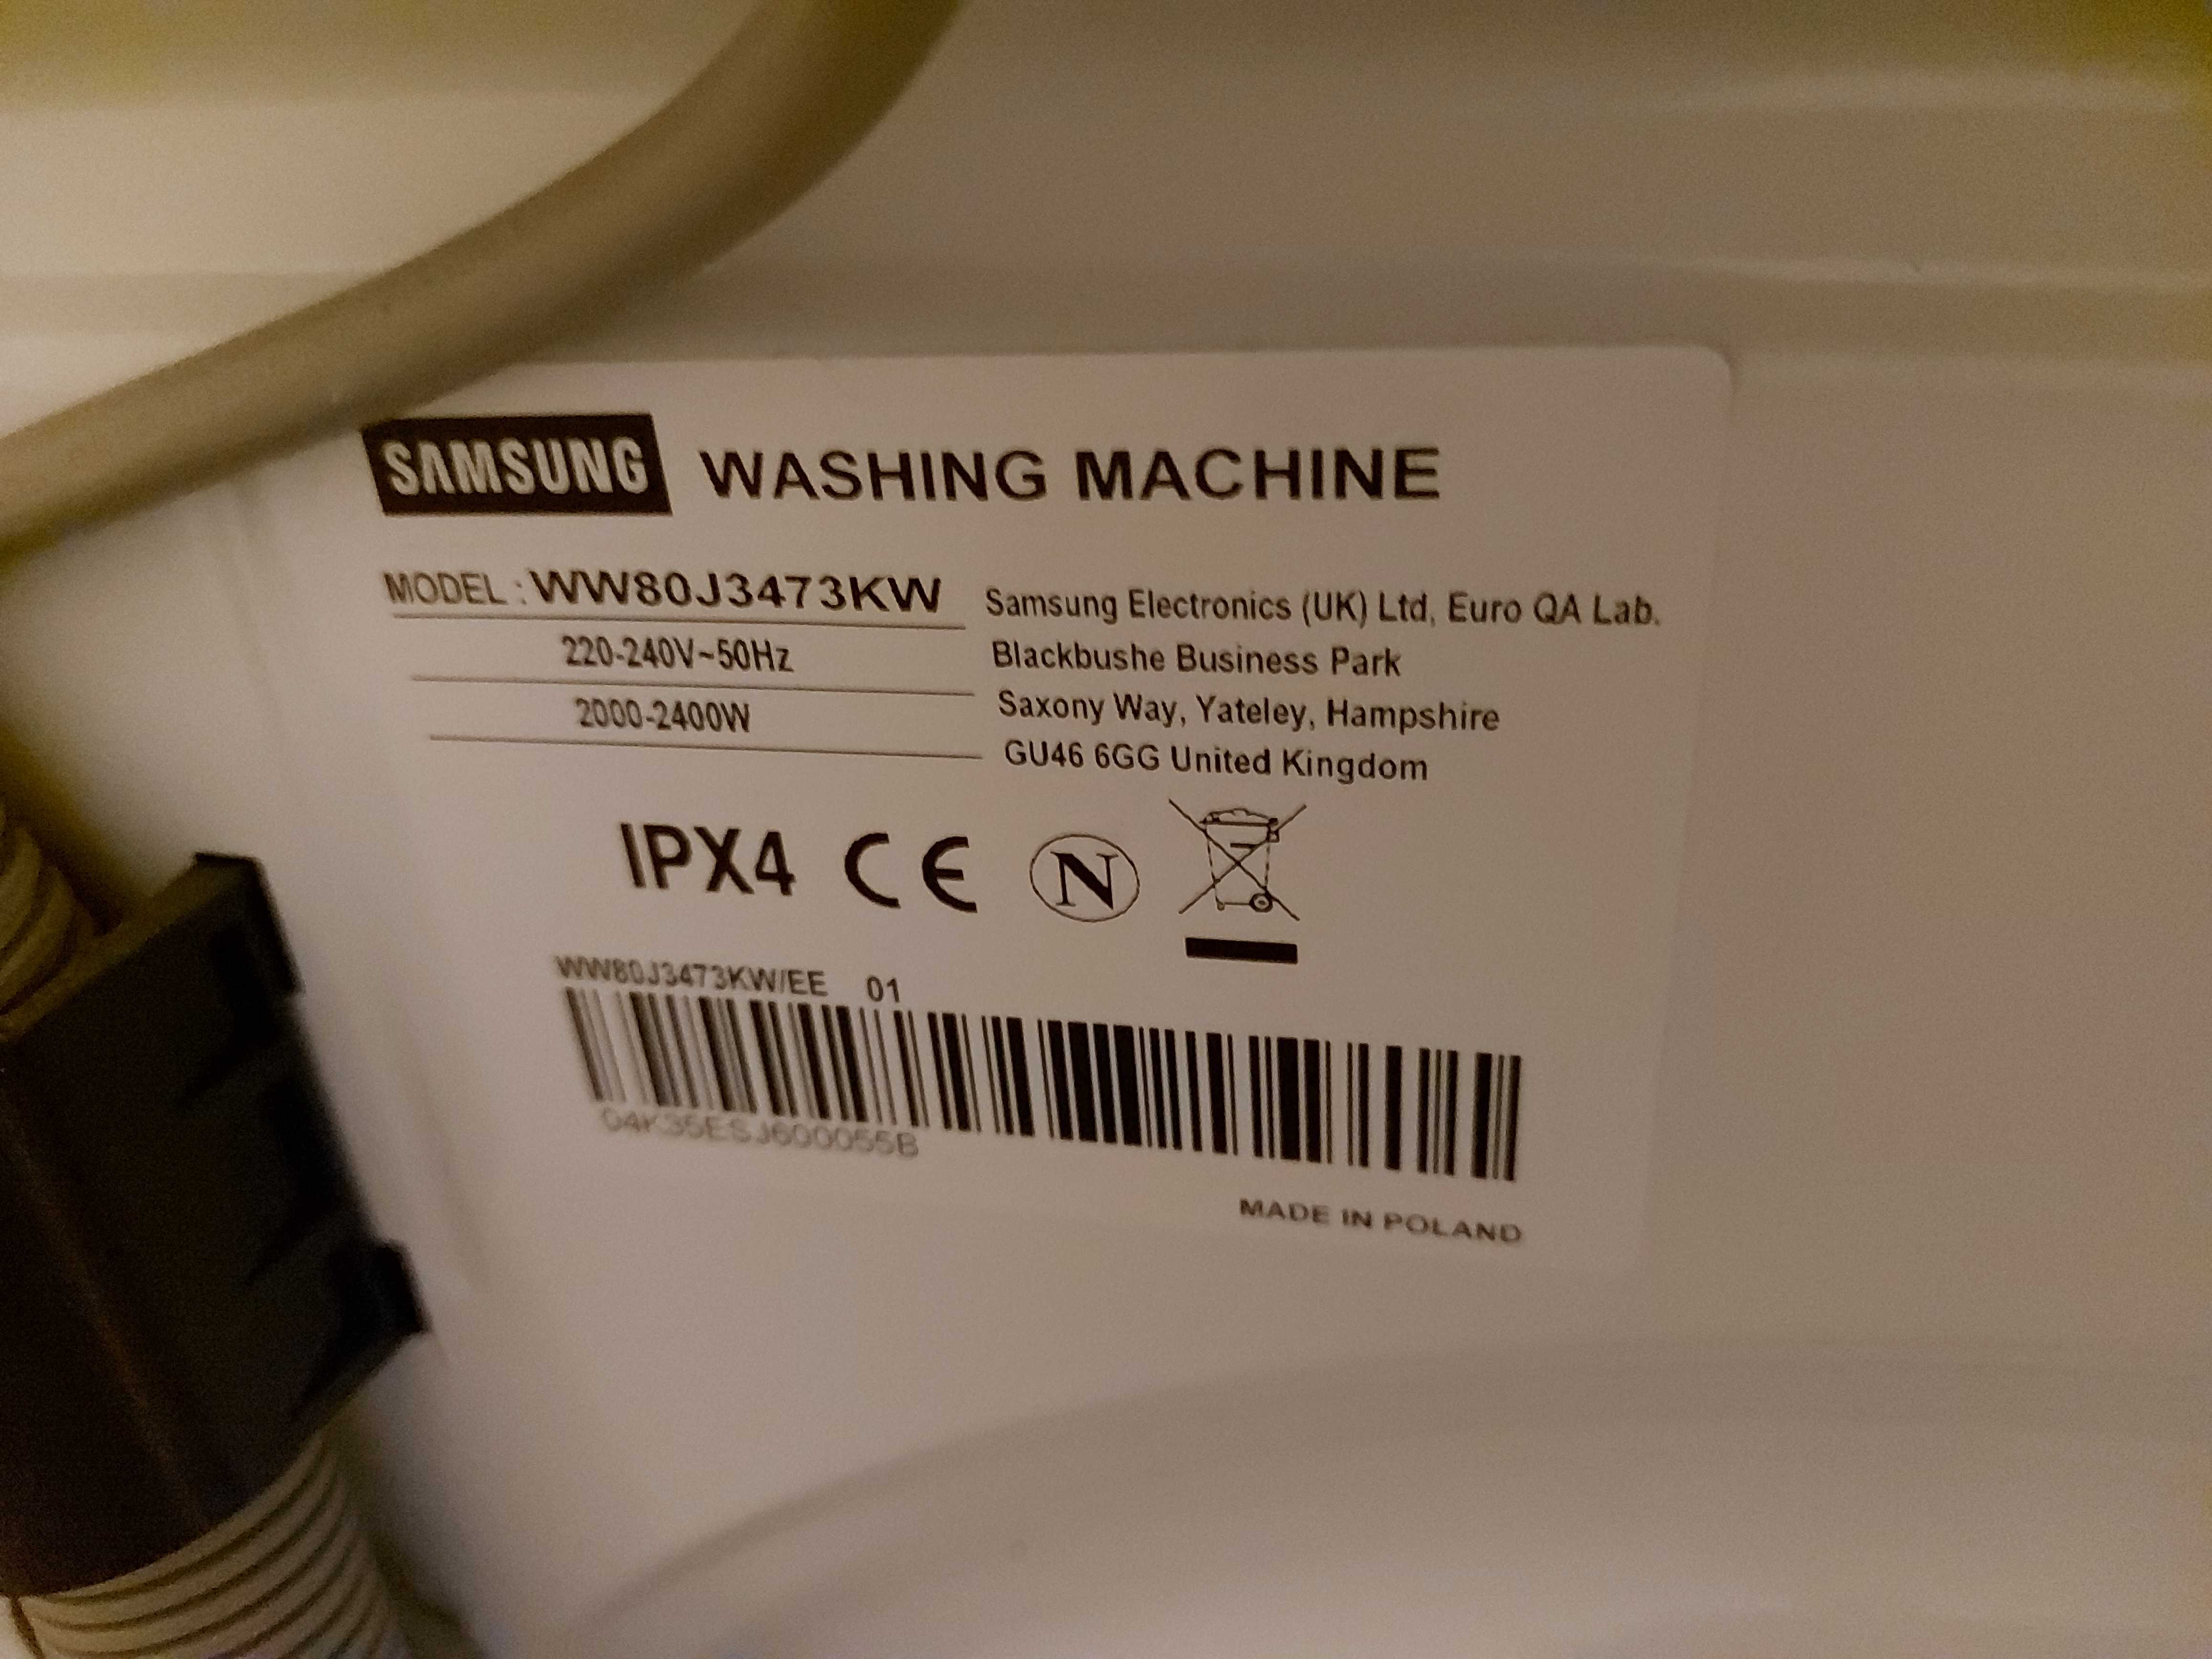 SAMSUNG WASHING MACHINE
MODEL : WW80J3473KW
220-240V~50Hz
2000-2400W
Samsung Electronics (UK) Ltd, Euro QA Lab.
Blackbushe Business Park
Saxony Way, Yateley, Hampshire
GU46 6GG United Kingdom
IPX4 CE N
WW80J3473KW/EE 01
04K35ESJ600055B
MADE IN POLAND